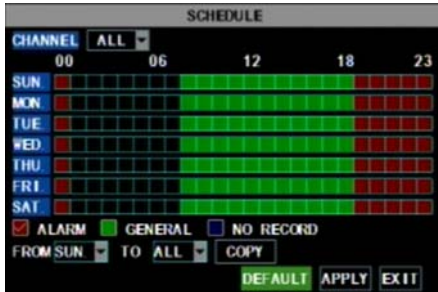 SCHEDULE
CHANNEL ALL
00 06 12 18 23
SUN.
MON.
TUE.
WED.
THU.
FRI.
SAT.
ALARM GENERAL NO RECORD
FROM SUN. TO ALL COPY
DEFAULT APPLY EXIT